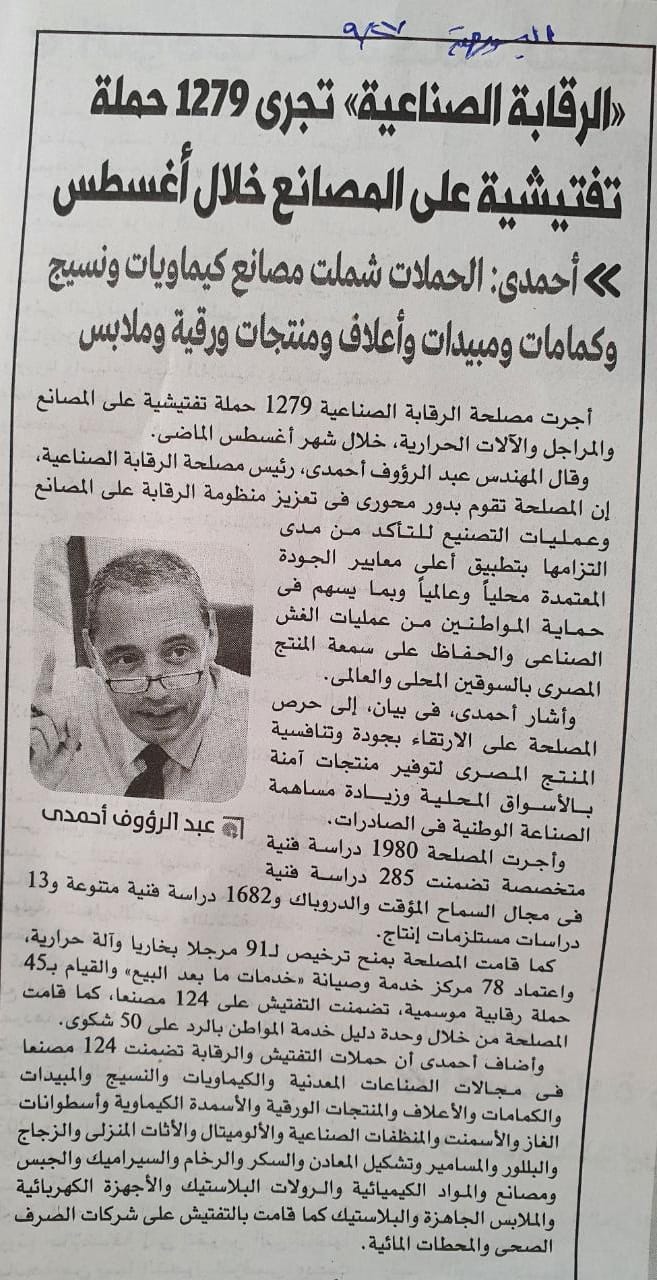 البورصة ٩/٢٧
«الرقابة الصناعية» تجرى 1279 حملة
تفتيشية على المصانع خلال أغسطس
أحمدى: الحملات شملت مصانع كيماويات ونسيج
وكمامات ومبيدات وأعلاف ومنتجات ورقية وملابس
أجرت مصلحة الرقابة الصناعية 1279 حملة تفتيشية على المصانع
والمراجل والآلات الحرارية، خلال شهر أغسطس الماضى.
وقال المهندس عبد الرؤوف أحمدى، رئيس مصلحة الرقابة الصناعية،
إن المصلحة تقوم بدور محورى فى تعزيز منظومة الرقابة على المصانع
وعمليات التصنيع للتأكد من مدى
التزامها بتطبيق أعلى معايير الجودة
المعتمدة محلياً وعالمياً وبما يسهم فى
حماية المواطنين من عمليات الغش
الصناعى والحفاظ على سمعة المنتج
المصرى بالسوقين المحلى والعالمى.
وأشار أحمدى، فى بيان، إلى حرص
المصلحة على الارتقاء بجودة وتنافسية
المنتج المصرى لتوفير منتجات آمنة
بالأسواق المحلية وزيادة مساهمة
الصناعة الوطنية فى الصادرات.
عبد الرؤوف أحمدى
وأجرت المصلحة 1980 دراسة فنية
متخصصة تضمنت 285 دراسة فنية
فى مجال السماح المؤقت والدروباك و1682 دراسة فنية متنوعة و13
دراسات مستلزمات إنتاج.
كما قامت المصلحة بمنح ترخيص لـ91 مرجلا بخاريا وآلة حرارية،
واعتماد 78 مركز خدمة وصيانة «خدمات ما بعد البيع» والقيام بـ45
حملة رقابية موسمية، تضمنت التفتيش على 124 مصنعا، كما قامت
المصلحة من خلال وحدة دليل خدمة المواطن بالرد على 50 شكوى.
وأضاف أحمدى أن حملات التفتيش والرقابة تضمنت 124 مصنعا
فى مجالات الصناعات المعدنية والكيماويات والنسيج والمبيدات
والكمامات والأعلاف والمنتجات الورقية والأسمدة الكيماوية وأسطوانات
الغاز والأسمنت والمنظفات الصناعية والألوميتال والأثاث المنزلى والزجاج
والبللور والمسامير وتشكيل المعادن والسكر والرخام والسيراميك والجبس
ومصانع والمواد الكيميائية والرولات البلاستيك والأجهزة الكهربائية
والملابس الجاهزة والبلاستيك كما قامت بالتفتيش على شركات الصرف
الصحى والمحطات المائية.